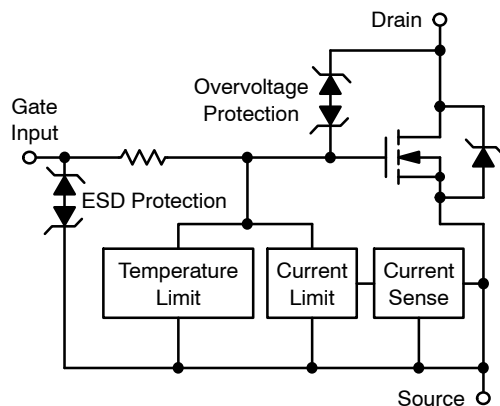 Drain
Overvoltage
Protection
Gate
Input
ESD Protection
Temperature
Limit
Current
Limit
Current
Sense
Source